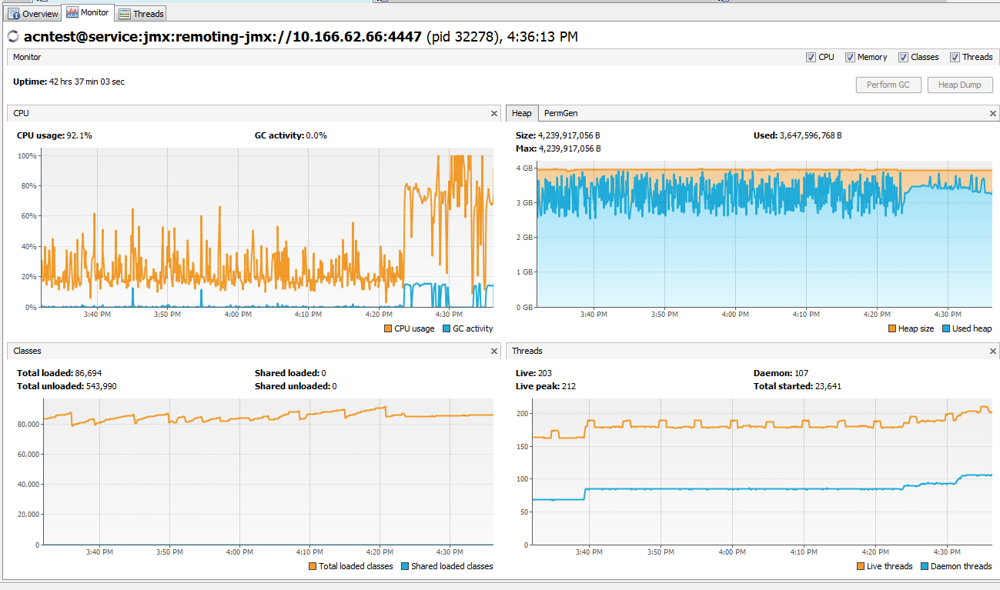 Overview Monitor Threads
acntest@service:jmx:remoting-jmx://10.166.62.66:4447 (pid 32278), 4:36:13 PM
Monitor CPU Memory Classes Threads
Uptime: 42 hrs 37 min 03 sec Perform GC Heap Dump
CPU
CPU usage: 92.1% GC activity: 0.0%
100%
80%
60%
40%
20%
0%
3:40 PM 3:50 PM 4:00 PM 4:10 PM 4:20 PM 4:30 PM
CPU usage GC activity
Heap PermGen
Size: 4,239,917,056 B Used: 3,647,596,768 B
Max: 4,239,917,056 B
4 GB
3 GB
2 GB
1 GB
0 GB
3:40 PM 3:50 PM 4:00 PM 4:10 PM 4:20 PM 4:30 PM
Heap size Used heap
Classes
Total loaded: 86,694 Shared loaded: 0
Total unloaded: 543,990 Shared unloaded: 0
80,000
60,000
40,000
20,000
0
3:40 PM 3:50 PM 4:00 PM 4:10 PM 4:20 PM 4:30 PM
Total loaded classes Shared loaded classes
Threads
Live: 203 Daemon: 107
Live peak: 212 Total started: 23,641
200
150
100
50
0
3:40 PM 3:50 PM 4:00 PM 4:10 PM 4:20 PM 4:30 PM
Live threads Daemon threads